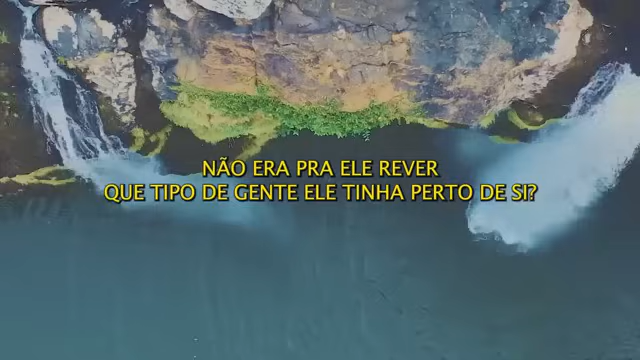 NÃO ERA PRA ELE REVER
QUE TIPO DE GENTE ELE TINHA PERTO DE SI?